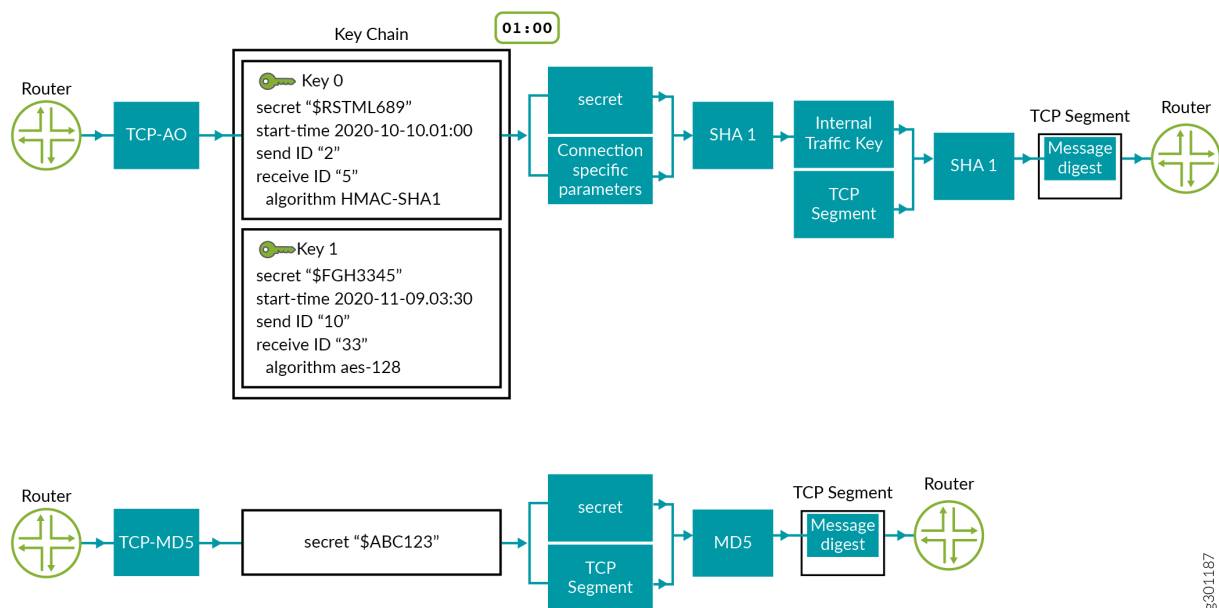 Key Chain
01:00
Router
TCP-AO
Key 0
secret “$RSTML689”
start-time 2020-10-10.01:00
send ID “2”
receive ID “5”
algorithm HMAC-SHA1
Key 1
secret “$FGH3345”
start-time 2020-11-09.03:30
send ID “10”
receive ID “33”
algorithm aes-128
secret
Connection
specific
parameters
SHA 1
Internal
Traffic Key
TCP
Segment
SHA 1
TCP Segment
Message
digest
Router
Router
TCP-MD5
secret “$ABC123”
secret
TCP
Segment
MD5
TCP Segment
Message
digest
Router
g301187